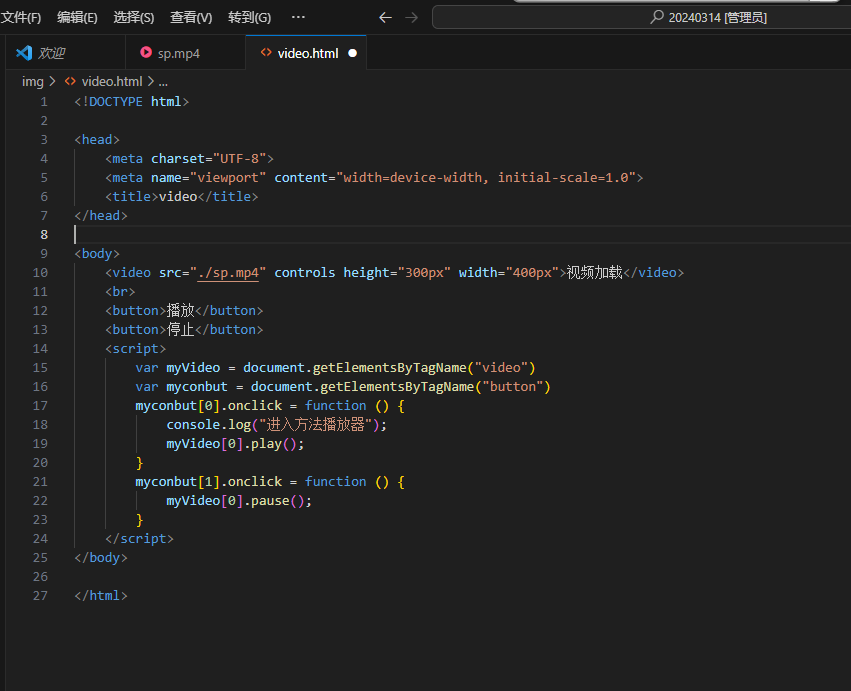 文件(F) 编辑(E) 选择(S) 查看(V) 转到(G) ··· ← → 20240314 [管理员]
欢迎 sp.mp4 <> video.html ●
img > <> video.html > ...
1 <!DOCTYPE html>
2
3 <head>
4 <meta charset="UTF-8">
5 <meta name="viewport" content="width=device-width, initial-scale=1.0">
6 <title>video</title>
7 </head>
8
9 <body>
10 <video src="./sp.mp4" controls height="300px" width="400px">视频加载</video>
11 <br>
12 <button>播放</button>
13 <button>停止</button>
14 <script>
15 var myVideo = document.getElementsByTagName("video")
16 var myconbut = document.getElementsByTagName("button")
17 myconbut[0].onclick = function () {
18 console.log("进入方法播放器");
19 myVideo[0].play();
20 }
21 myconbut[1].onclick = function () {
22 myVideo[0].pause();
23 }
24 </script>
25 </body>
26
27 </html>